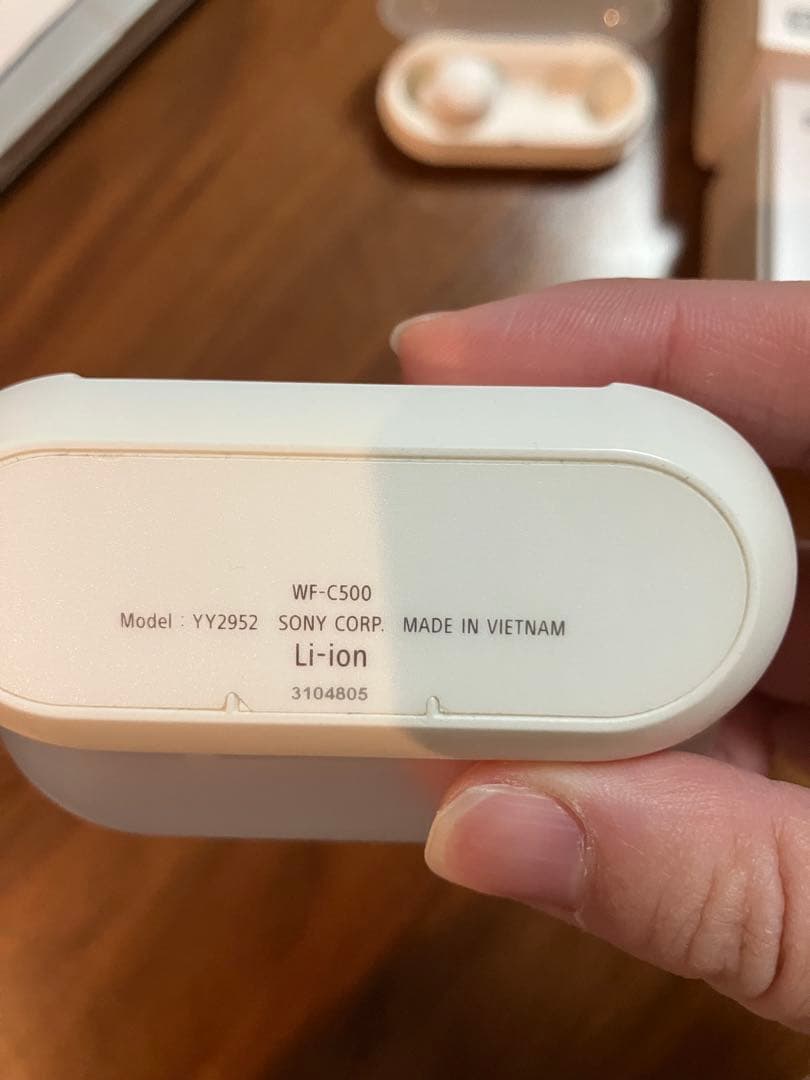 WF-C500
Model : YY2952 SONY CORP. MADE IN VIETNAM
Li-ion
3104805